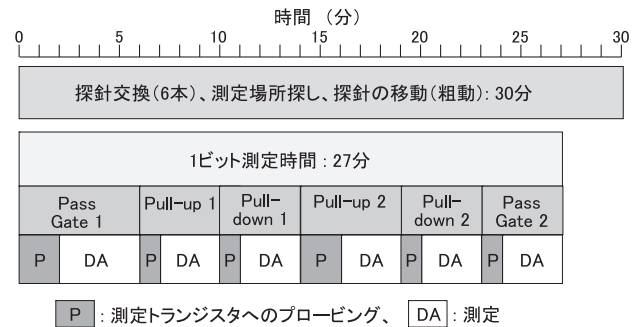 時間 (分)
0 5 10 15 20 25 30
探針交換(6本)、測定場所探し、探針の移動(粗動): 30分
1ビット測定時間 : 27分
Pass Gate 1
Pull-up 1
Pull-down 1
Pull-up 2
Pull-down 2
Pass Gate 2
P DA P DA P DA P DA P DA P DA
P : 測定トランジスタへのプロービング、 DA : 測定